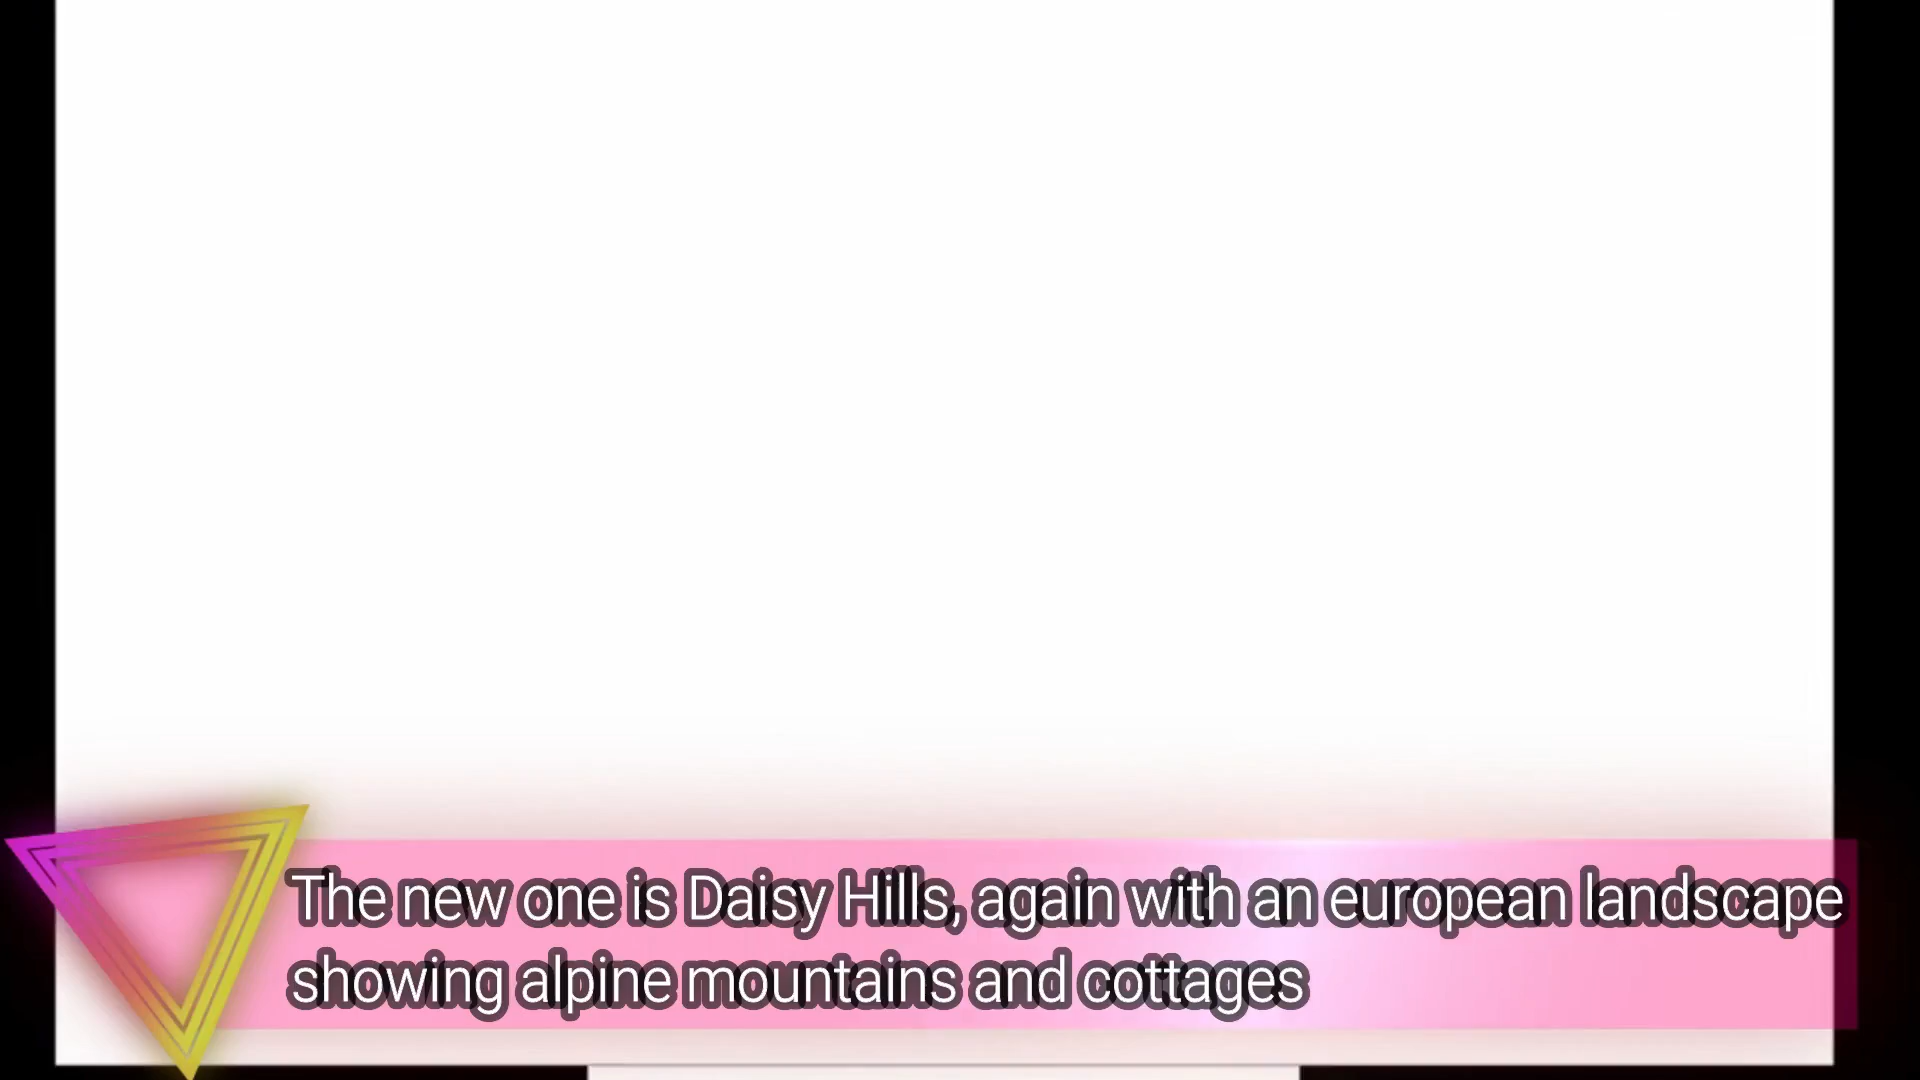 The new one is Daisy Hills, again with an european landscape
showing alpine mountains and cottages